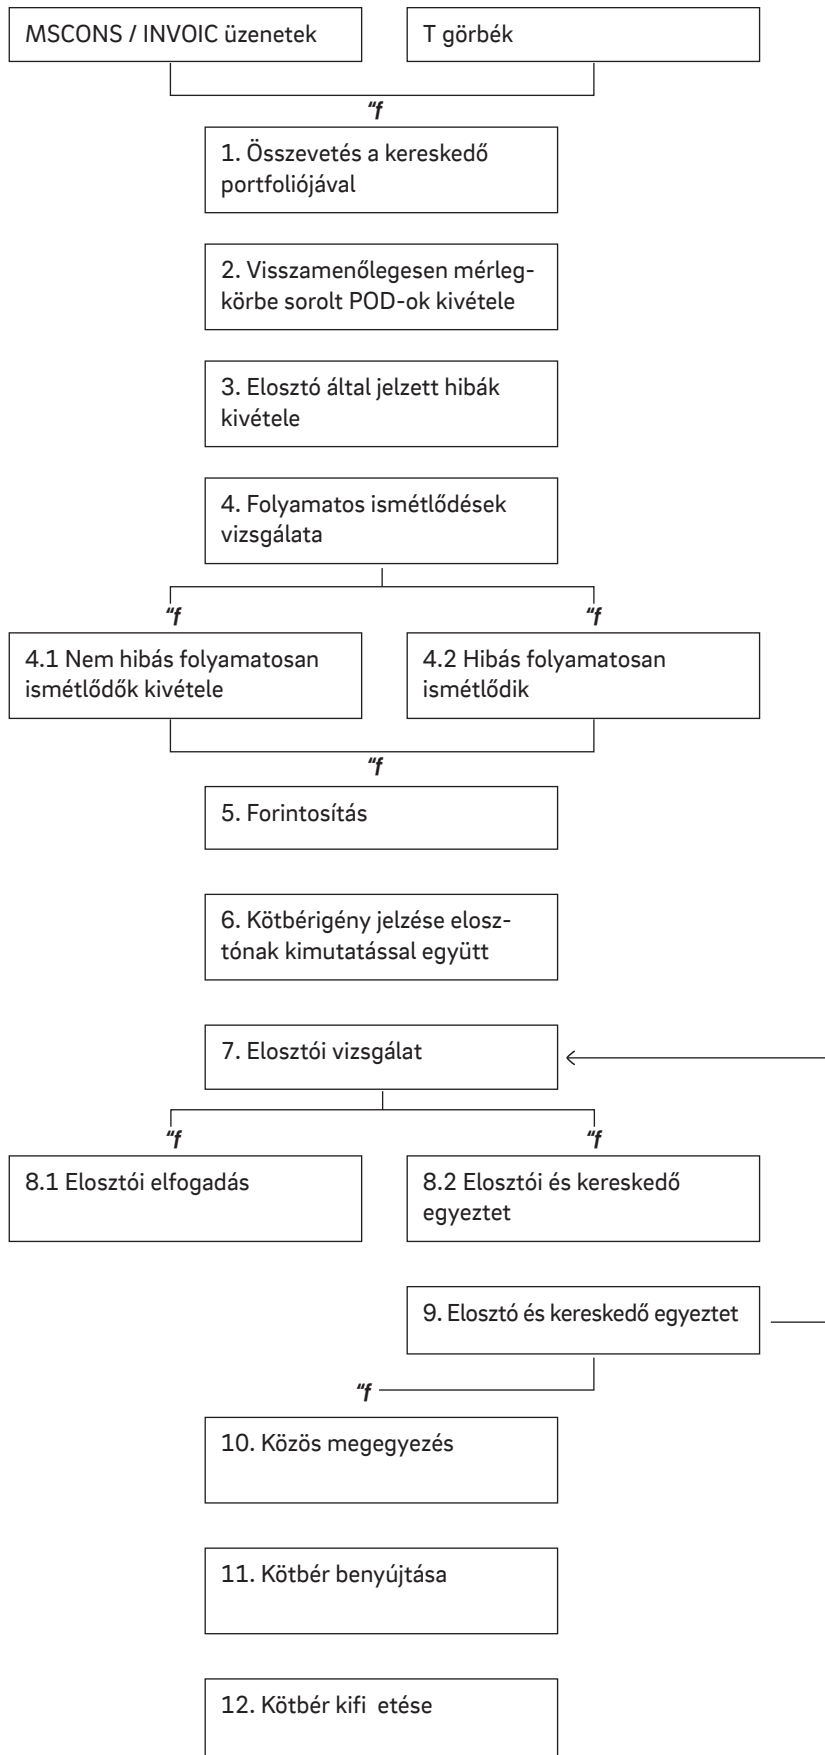 MSCONS / INVOIC üzenetek
T görbék
“f
1. Összevetés a kereskedő
portfoliójával
2. Visszamenőlegesen mérleg-
körbe sorolt POD-ok kivétele
3. Elosztó által jelzett hibák
kivétele
4. Folyamatos ismétlődések
vizsgálata
“f
“f
4.1 Nem hibás folyamatosan
ismétlődők kivétele
4.2 Hibás folyamatosan
ismétlődik
“f
5. Forintosítás
6. Kötbérigény jelzése elosz-
tónak kimutatással együtt
7. Elosztói vizsgálat
“f
“f
8.1 Elosztói elfogadás
8.2 Elosztói és kereskedő
egyeztet
9. Elosztó és kereskedő egyeztet
“f
10. Közös megegyezés
11. Kötbér benyújtása
12. Kötbér kifi etése